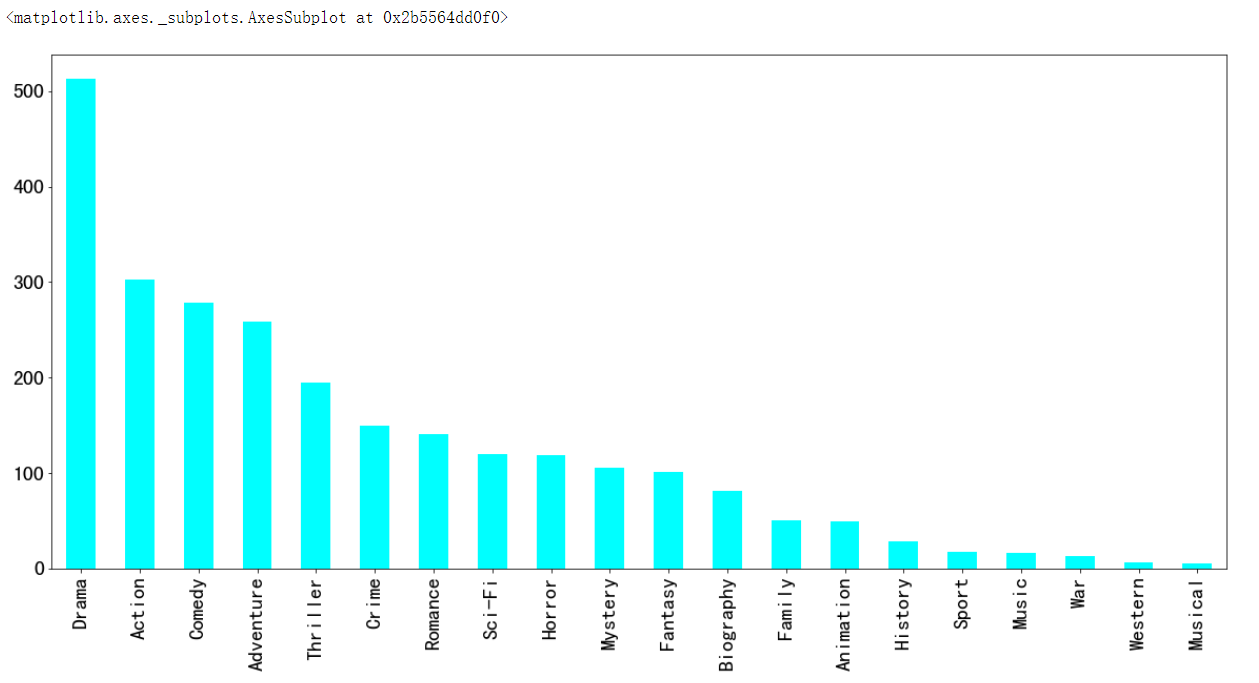 <matplotlib.axes._subplots.AxesSubplot at 0x2b5564dd0f0>
500
400
300
200
100
0
Drama
Action
Comedy
Adventure
Thriller
Crime
Romance
Sci-Fi
Horror
Mystery
Fantasy
Biography
Family
Animation
History
Sport
Music
War
Western
Musical